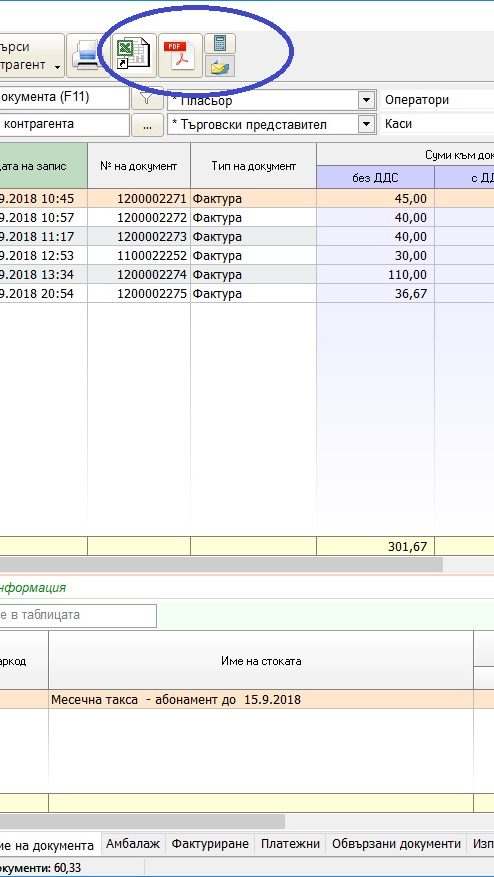 ърси
трагент
PDF
окумента (F11)
* Пласьор
Оператори
контрагента
...
* Търговски представител
Каси
ата на запис
№ на документ
Тип на документ
Суми към док
без ДДС
с ДД
9.2018 10:45 1200002271 Фактура 45,00
9.2018 10:57 1200002272 Фактура 40,00
9.2018 11:17 1200002273 Фактура 40,00
9.2018 12:53 1100002252 Фактура 30,00
9.2018 13:34 1200002274 Фактура 110,00
9.2018 20:54 1200002275 Фактура 36,67
301,67
нформация
е в таблицата
аркод
Име на стоката
Месечна такса - абонамент до 15.9.2018
ие на документа
Амбалаж
Фактуриране
Платежни
Обвързани документи
Изп
окументи: 60,33